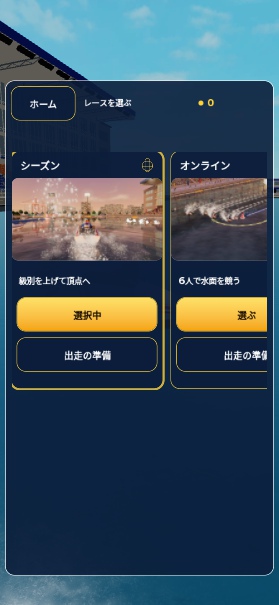 ホーム
レースを選ぶ
0
シーズン
級別を上げて頂点へ
選択中
出走の準備
オンライン
6人で水面を競う
選ぶ
出走の準備